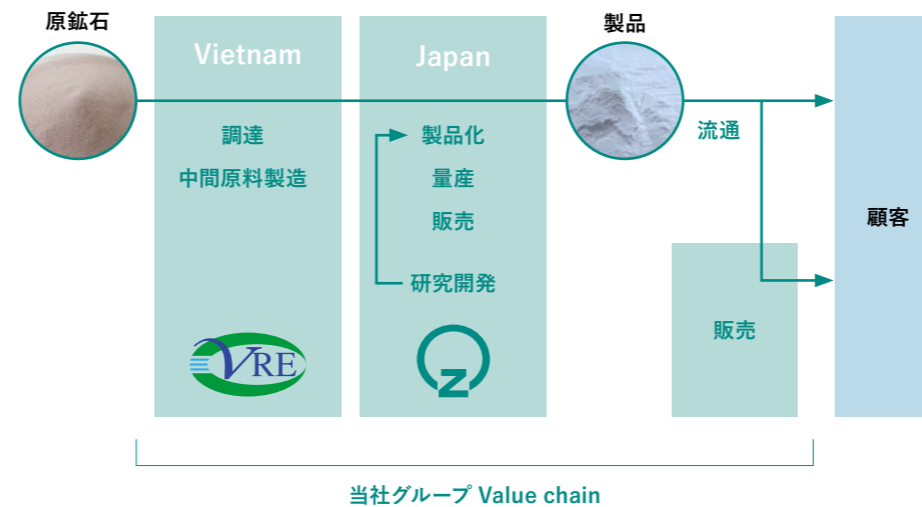 原鉱石
Vietnam
調達
中間原料製造
VRE
Japan
製品化
量産
販売
研究開発
Z
製品
流通
販売
顧客
当社グループ Value chain